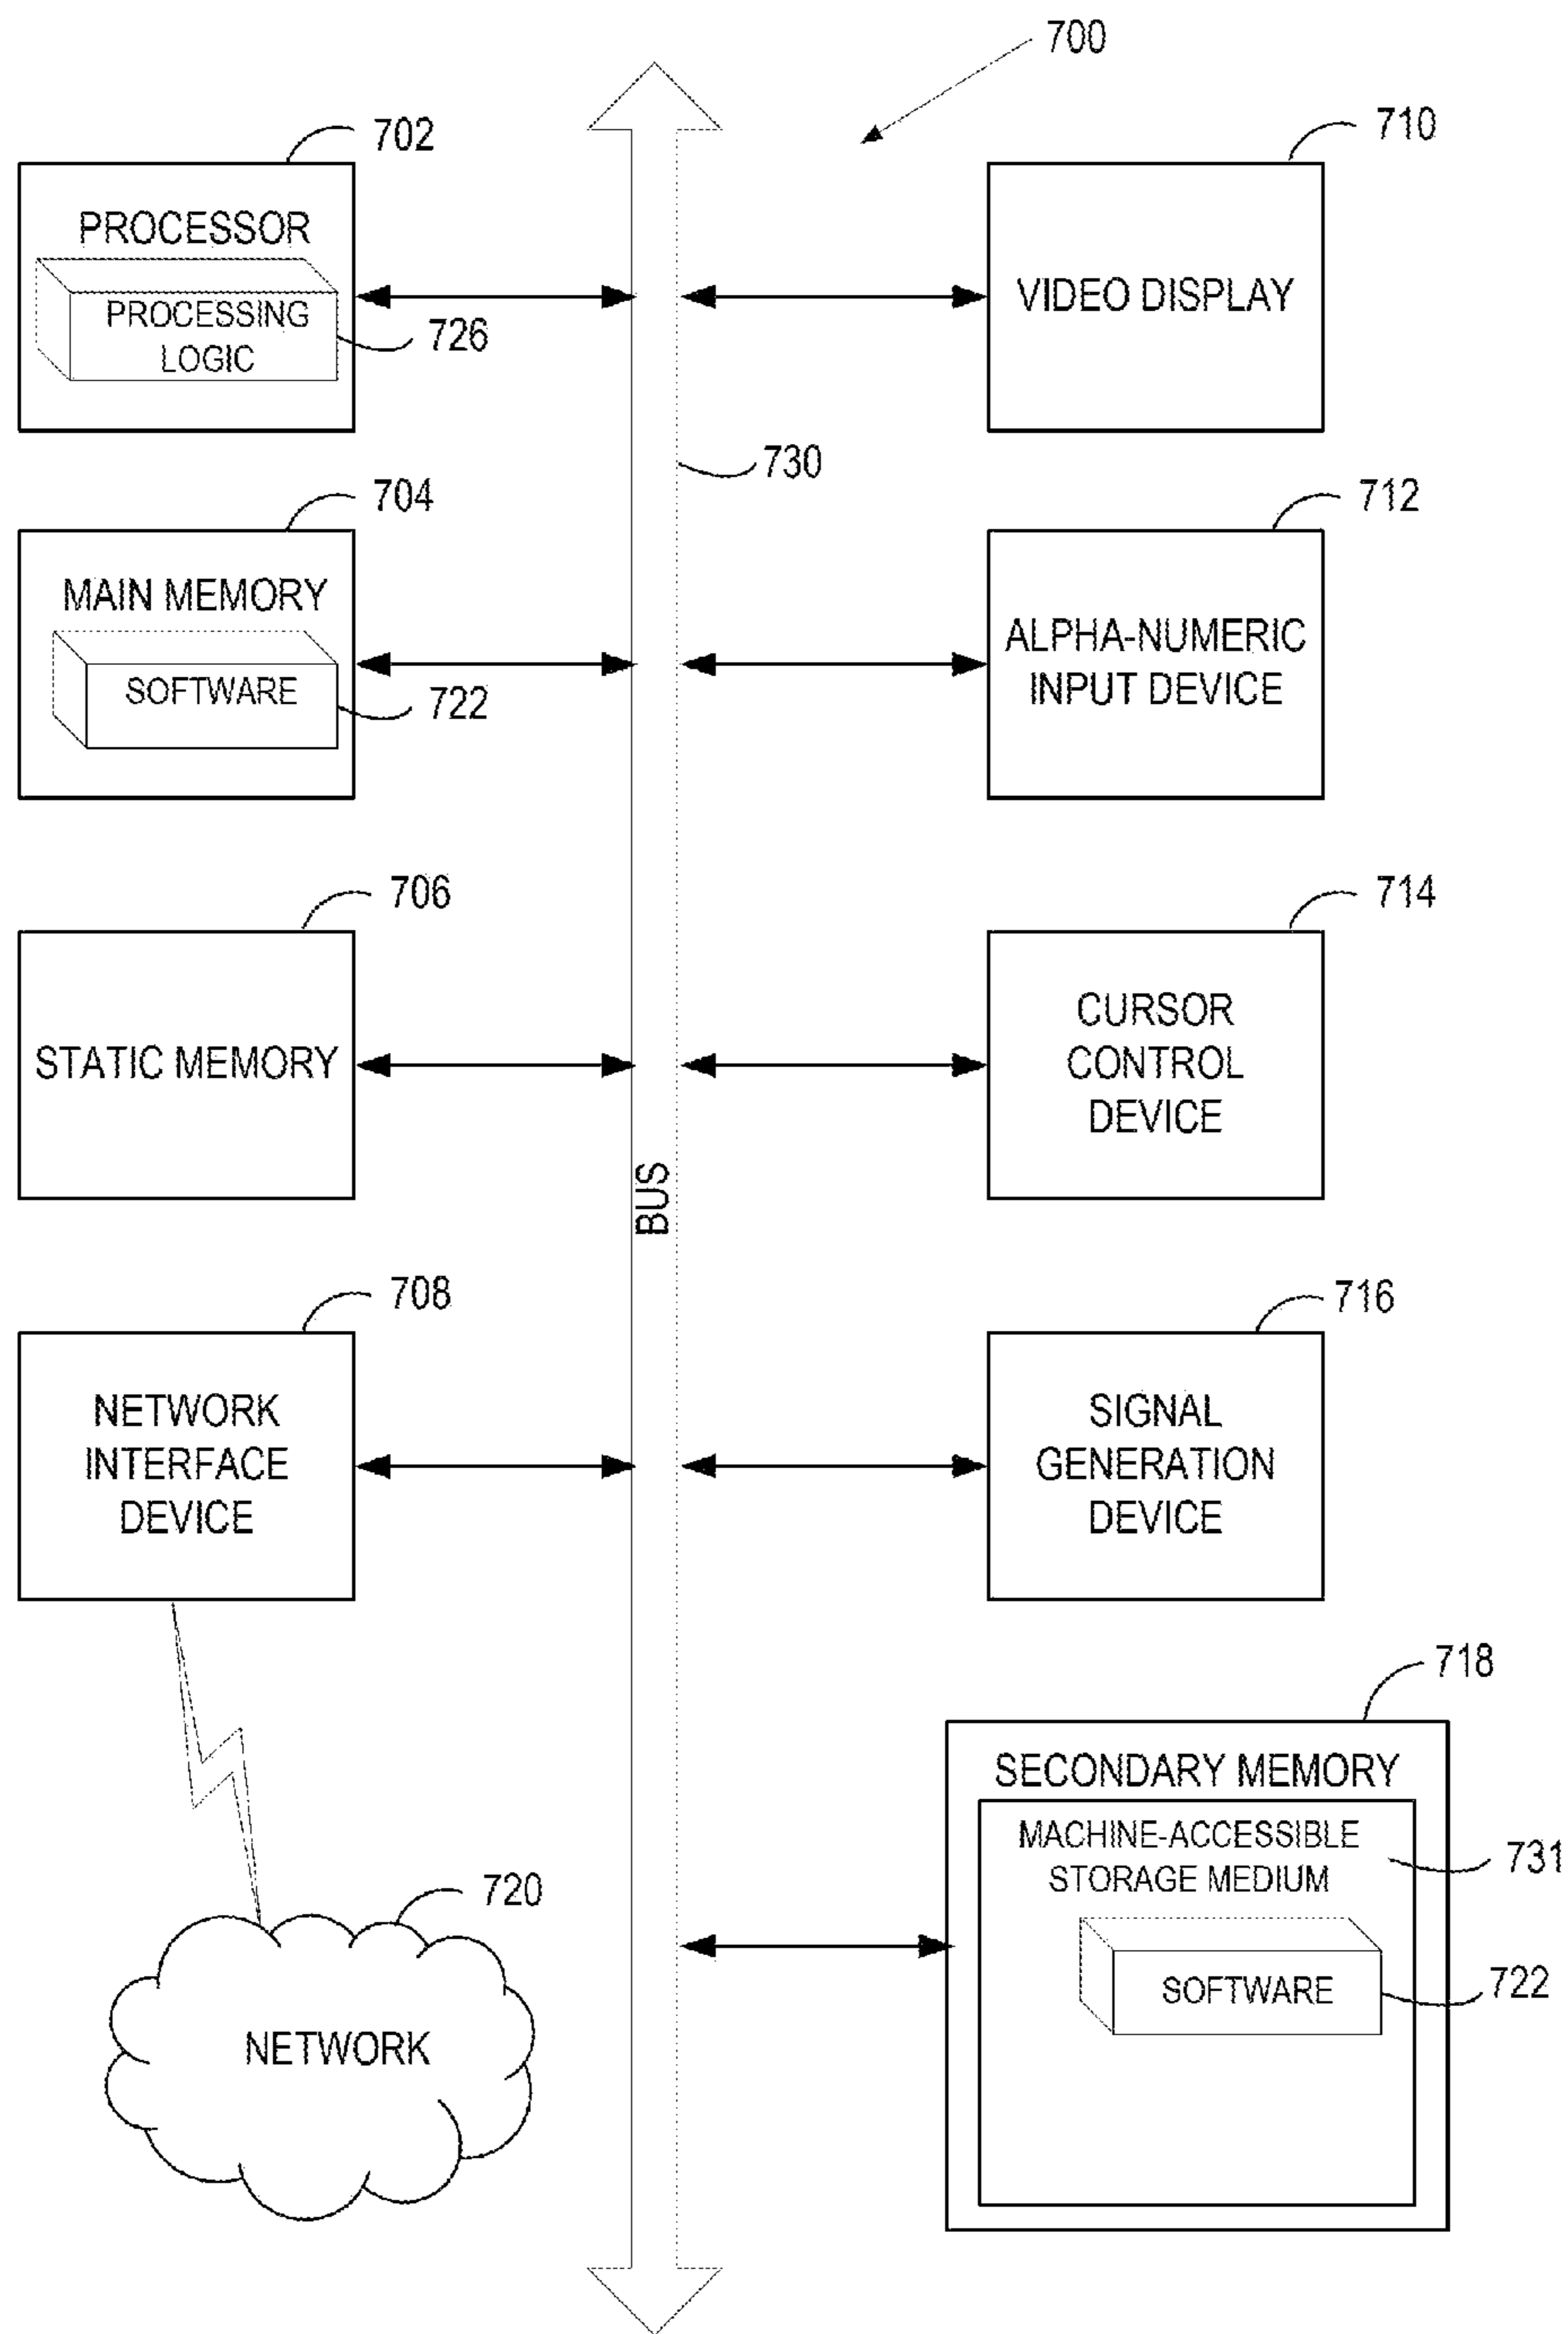 700
702
PROCESSOR
PROCESSING
LOGIC
726
710
VIDEO DISPLAY
730
704
MAIN MEMORY
SOFTWARE
722
712
ALPHA-NUMERIC
INPUT DEVICE
706
STATIC MEMORY
714
CURSOR
CONTROL
DEVICE
BUS
708
NETWORK
INTERFACE
DEVICE
716
SIGNAL
GENERATION
DEVICE
718
SECONDARY MEMORY
MACHINE-ACCESSIBLE
STORAGE MEDIUM
731
SOFTWARE
722
720
NETWORK